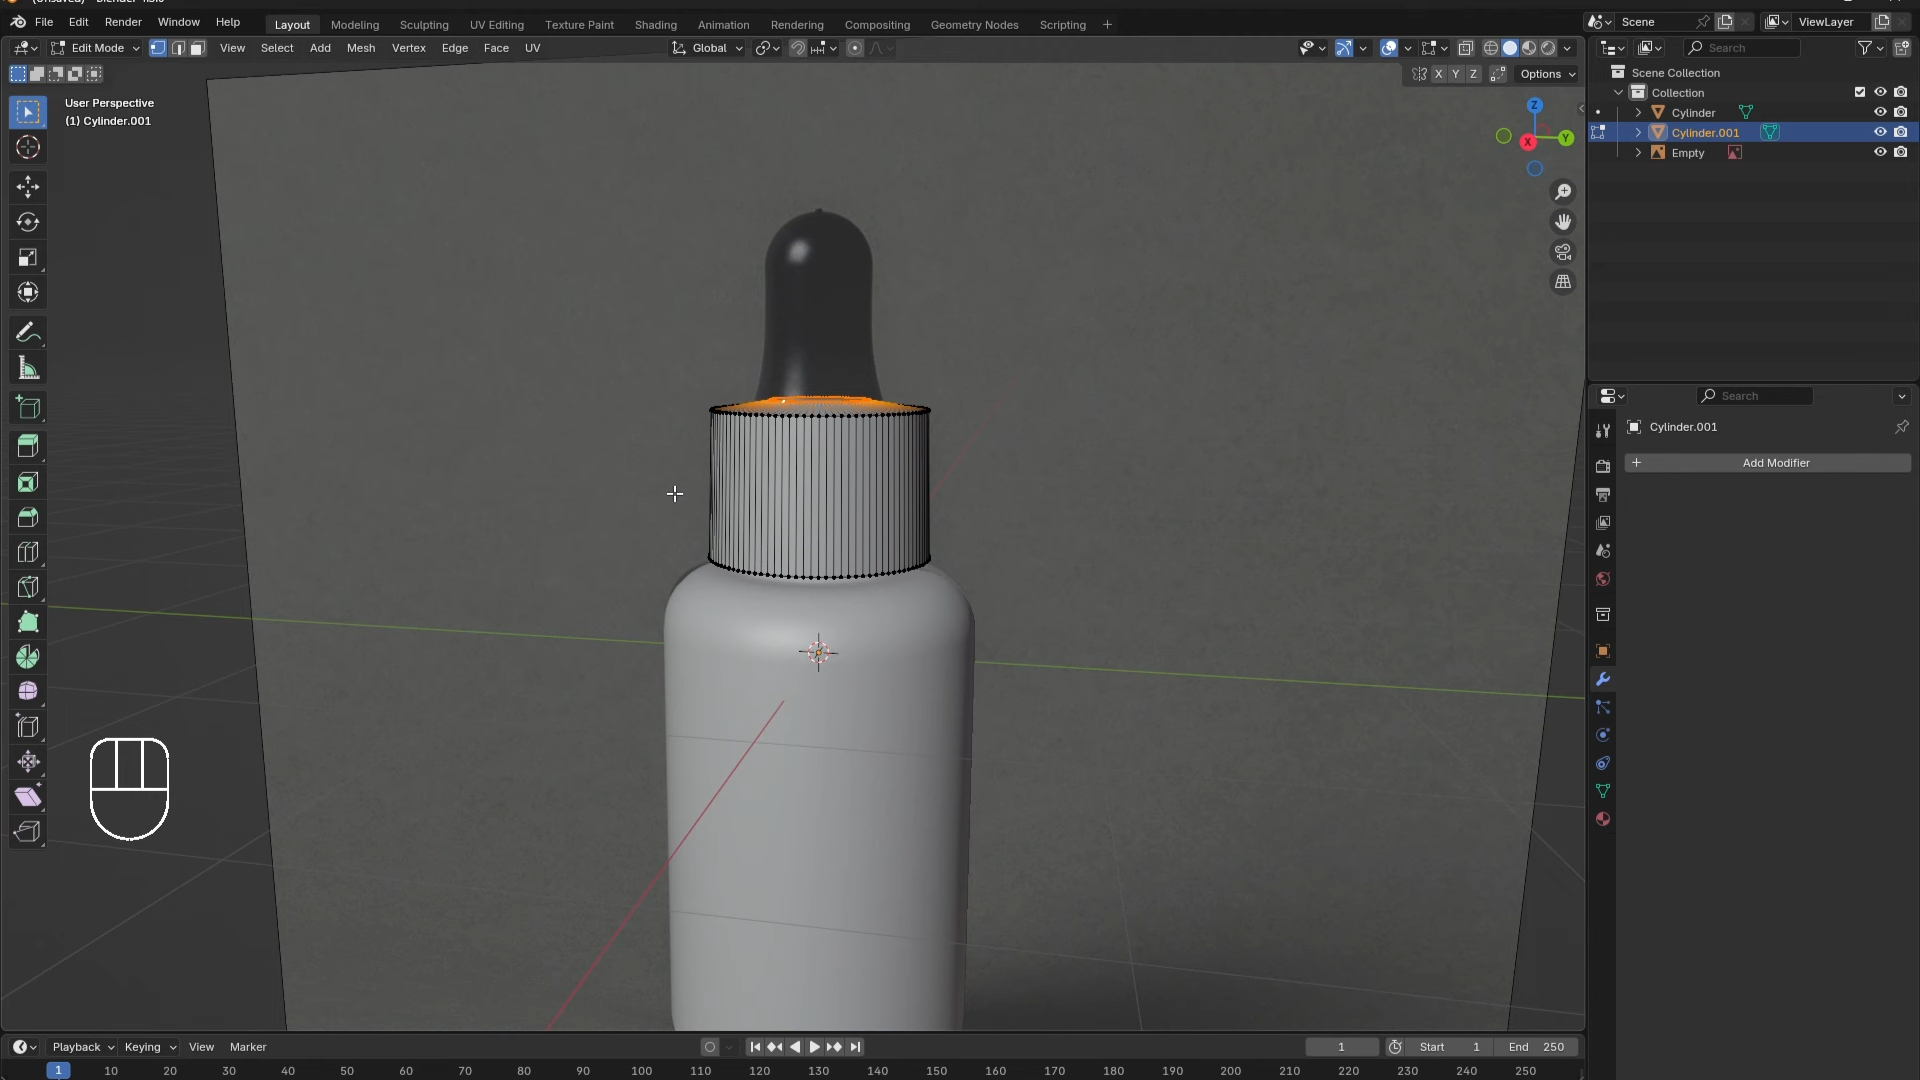 File Edit Render Window Help Layout Modeling Sculpting UV Editing Texture Paint Shading Animation Rendering Compositing Geometry Nodes Scripting + Scene ViewLayer
Edit Mode View Select Add Mesh Vertex Edge Face UV Global Search
X Y Z Options
User Perspective
(1) Cylinder.001
Z
Y
X
Scene Collection
Collection
Cylinder
Cylinder.001
Empty
Search
Cylinder.001
+ Add Modifier
Playback Keying View Marker 1 Start 1 End 250
1 10 20 30 40 50 60 70 80 90 100 110 120 130 140 150 160 170 180 190 200 210 220 230 240 250